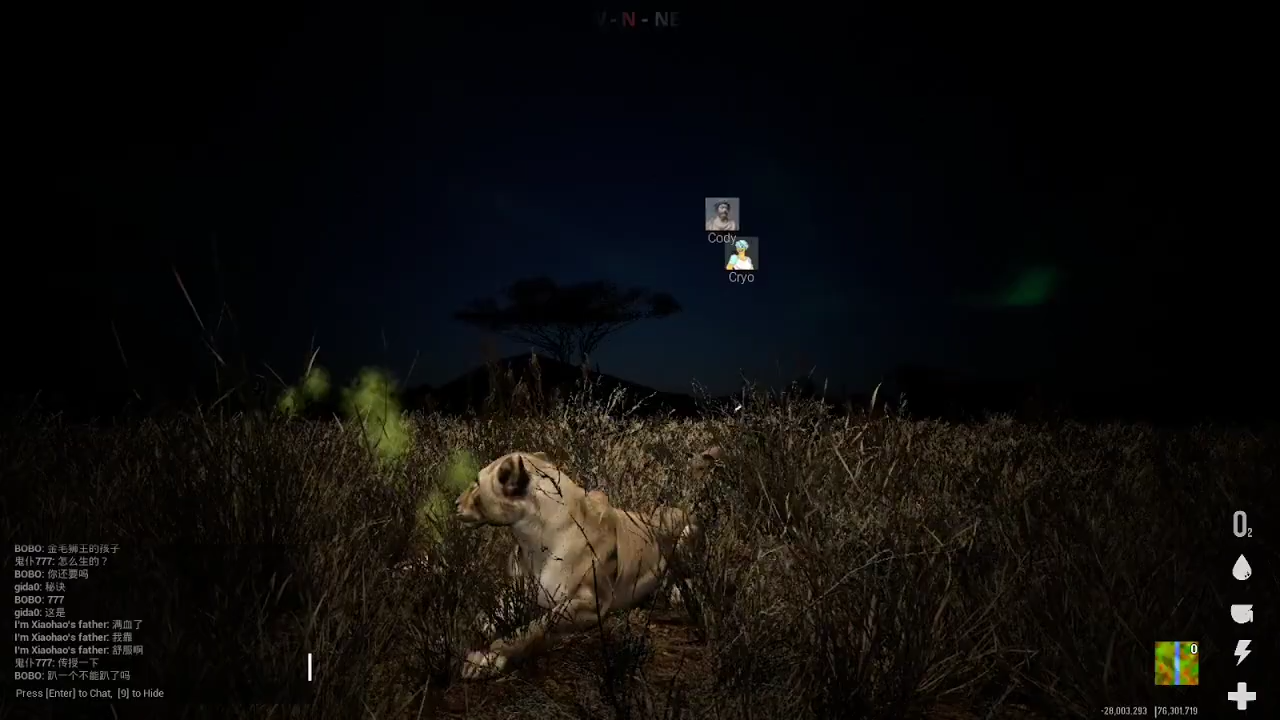 - N - NE
Cody
Cryo
BOBO: 金毛狮王的孩子
鬼仆777: 怎么生的？
BOBO: 你还要吗
gida0: 秘诀
BOBO: 777
gida0: 这是
I'm Xiaohao's father: 满血了
I'm Xiaohao's father: 我靠
I'm Xiaohao's father: 舒服啊
鬼仆777: 传授一下
BOBO: 趴一个不能趴了吗
Press [Enter] to Chat, [9] to Hide
O2
0
-28,003.293 |76,301.719